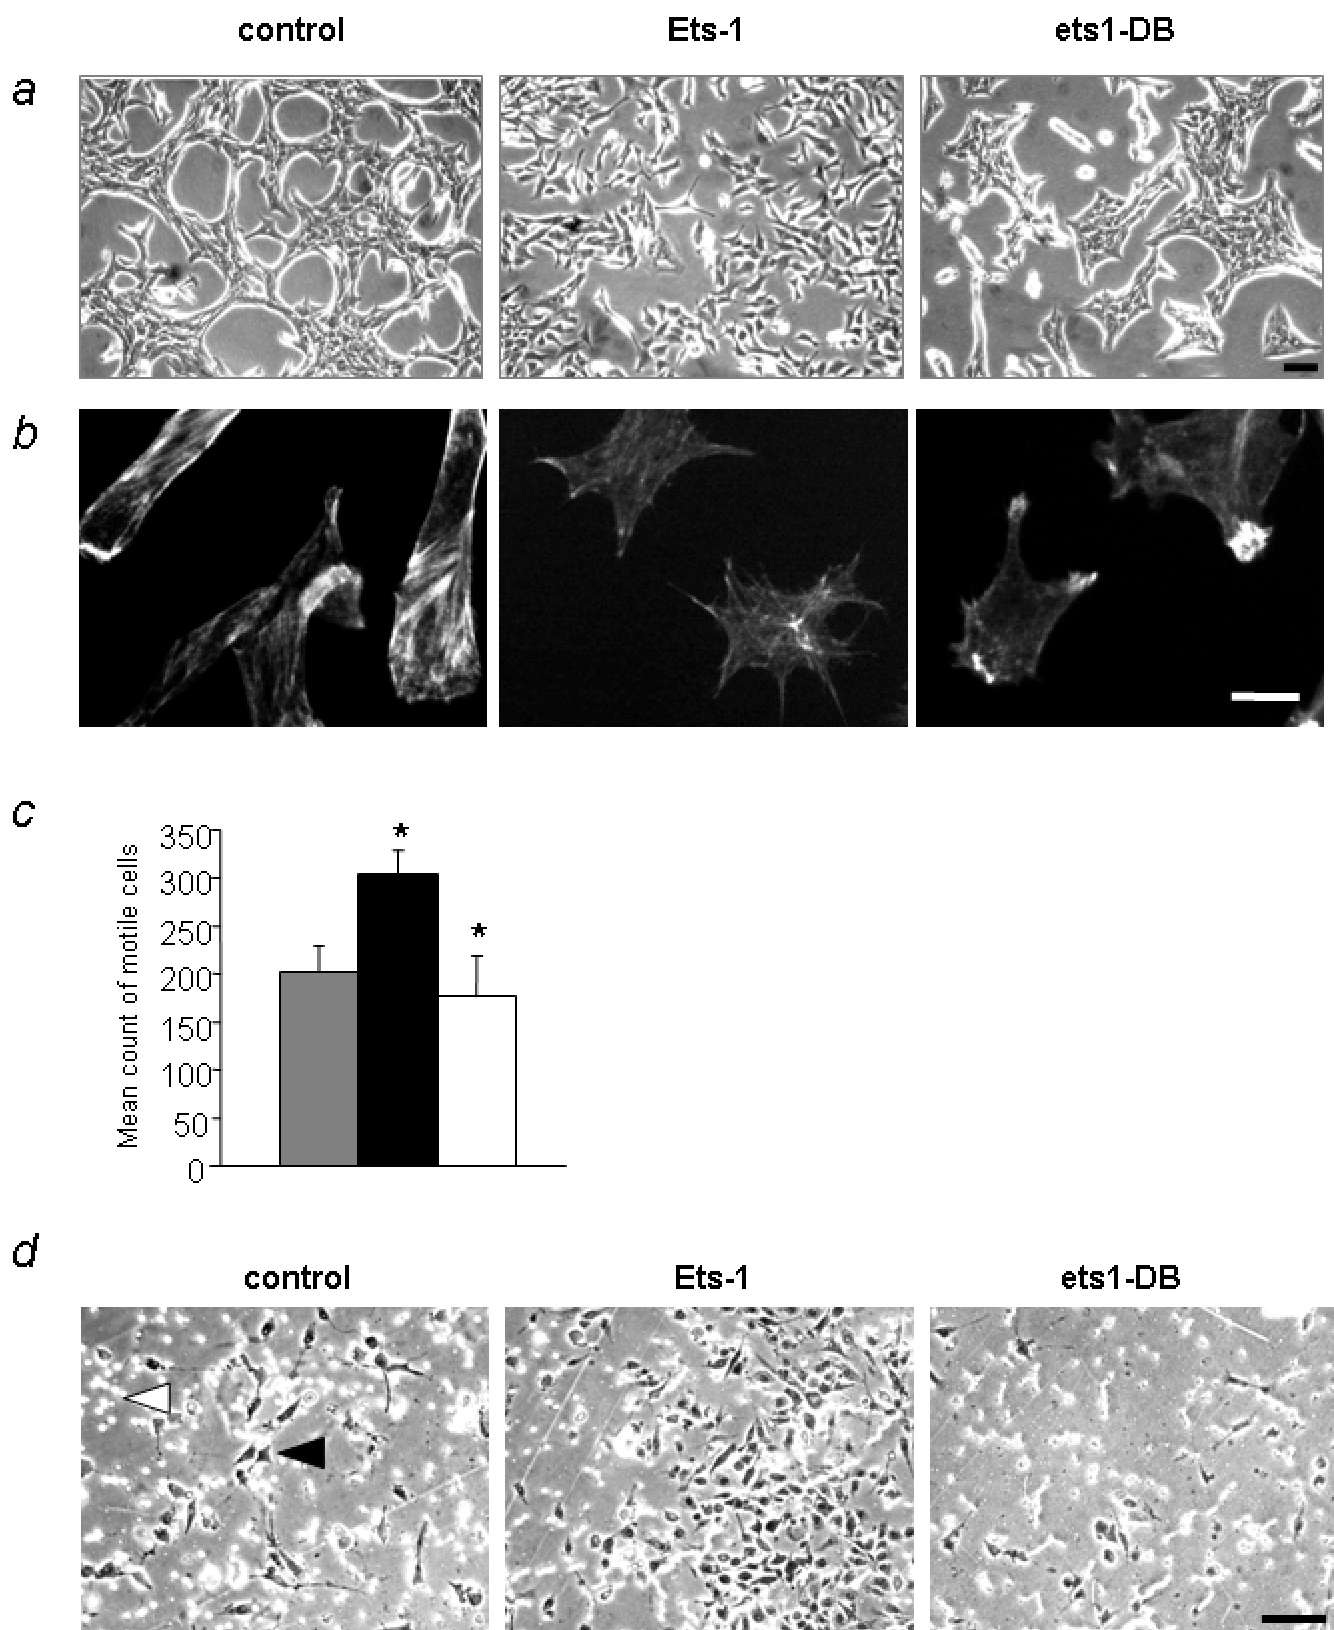 control Ets-1 ets1-DB
a
b
c
Mean count of motile cells
350
300
250
200
150
100
50
0
*
*
d
control Ets-1 ets1-DB